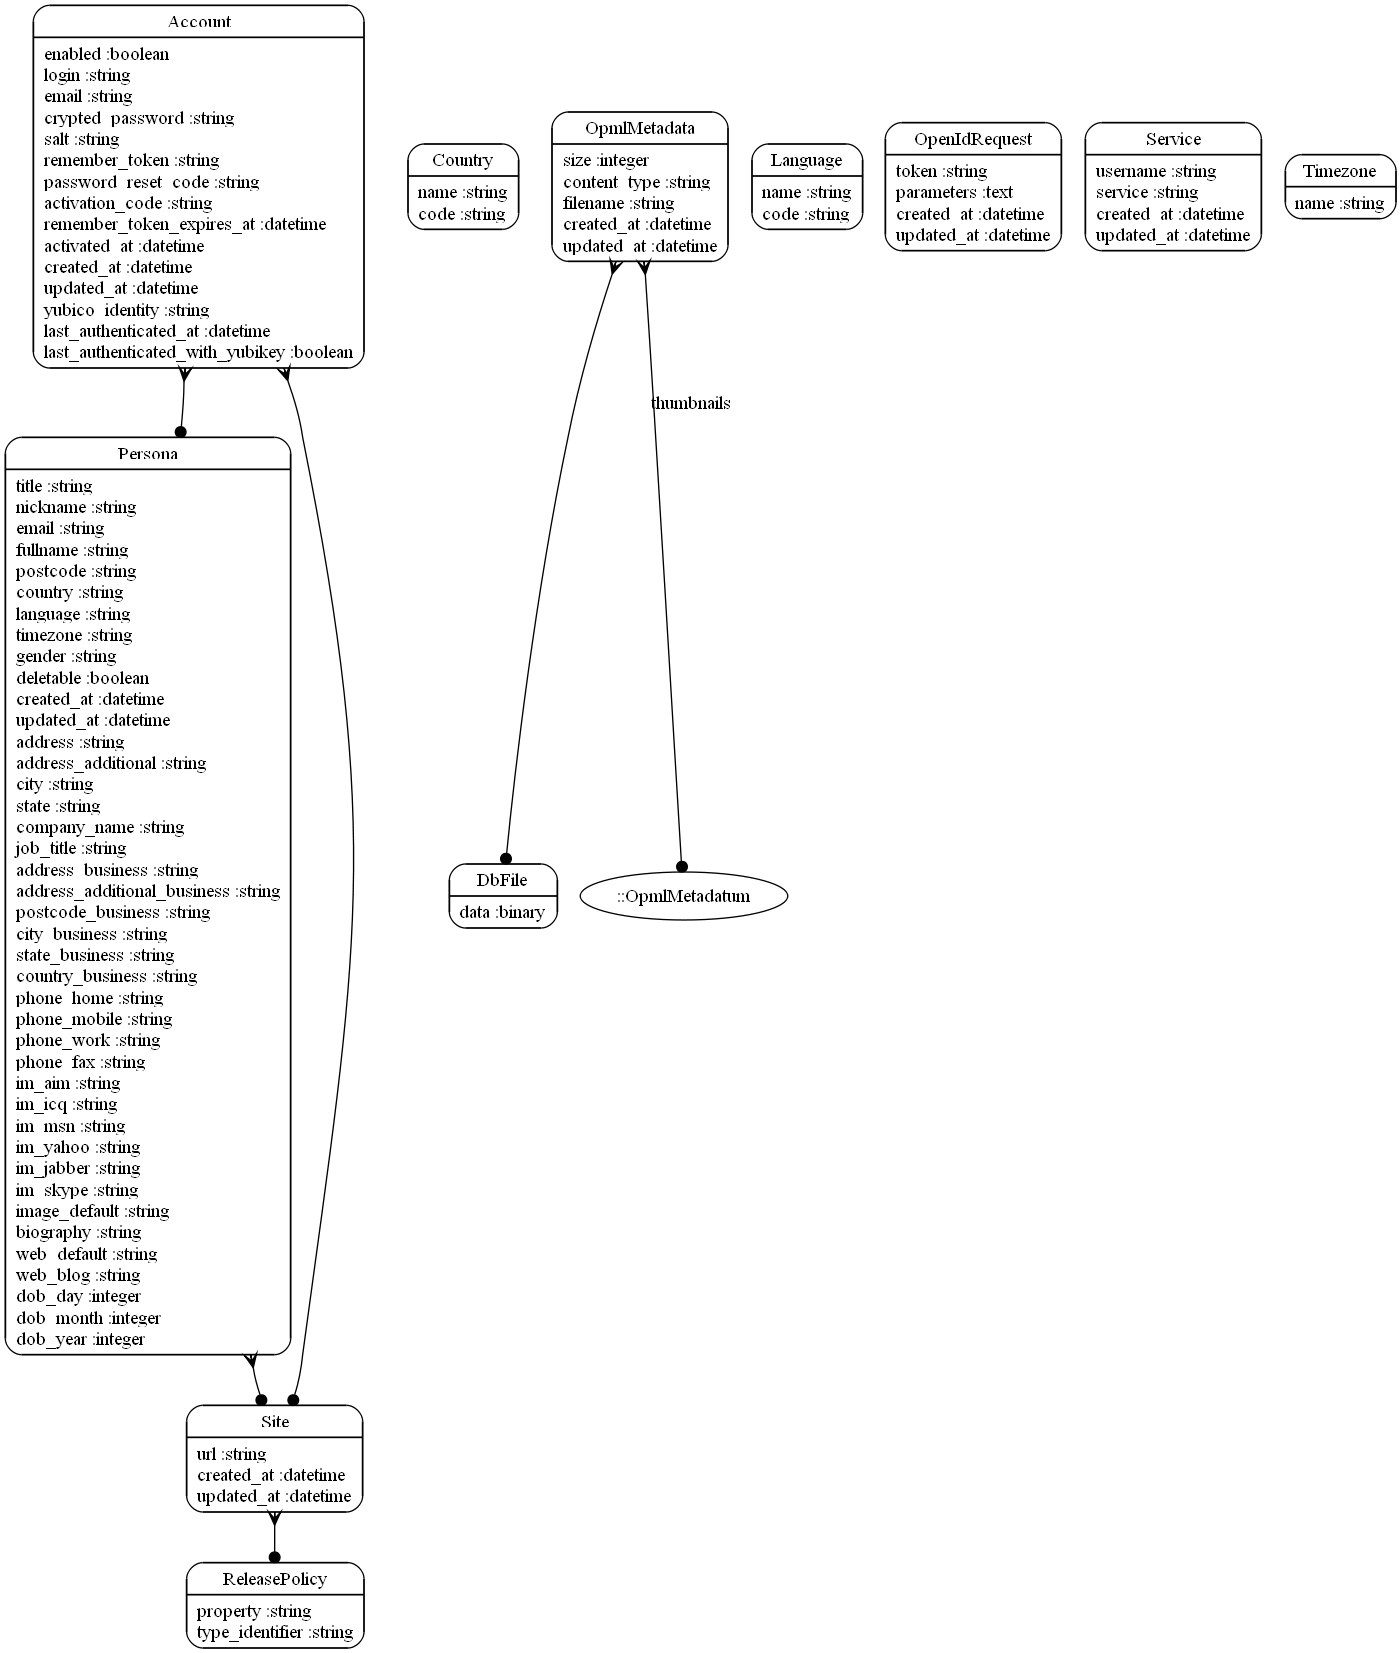 Account
enabled :boolean
login :string
email :string
crypted_password :string
salt :string
remember_token :string
password_reset_code :string
activation_code :string
remember_token_expires_at :datetime
activated_at :datetime
created_at :datetime
updated_at :datetime
yubico_identity :string
last_authenticated_at :datetime
last_authenticated_with_yubikey :boolean
Persona
title :string
nickname :string
email :string
fullname :string
postcode :string
country :string
language :string
timezone :string
gender :string
deletable :boolean
created_at :datetime
updated_at :datetime
address :string
address_additional :string
city :string
state :string
company_name :string
job_title :string
address_business :string
address_additional_business :string
postcode_business :string
city_business :string
state_business :string
country_business :string
phone_home :string
phone_mobile :string
phone_work :string
phone_fax :string
im_aim :string
im_icq :string
im_msn :string
im_yahoo :string
im_jabber :string
im_skype :string
image_default :string
biography :string
web_default :string
web_blog :string
dob_day :integer
dob_month :integer
dob_year :integer
Site
url :string
created_at :datetime
updated_at :datetime
ReleasePolicy
property :string
type_identifier :string
Country
name :string
code :string
OpmlMetadata
size :integer
content_type :string
filename :string
created_at :datetime
updated_at :datetime
thumbnails
DbFile
data :binary
::OpmlMetadatum
Language
name :string
code :string
OpenIdRequest
token :string
parameters :text
created_at :datetime
updated_at :datetime
Service
username :string
service :string
created_at :datetime
updated_at :datetime
Timezone
name :string